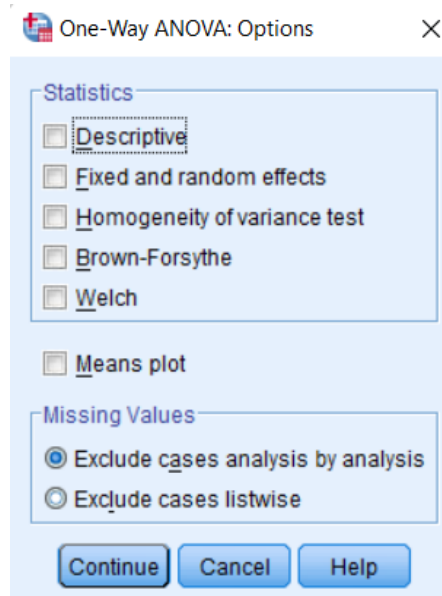 One-Way ANOVA: Options
Statistics
Descriptive
Fixed and random effects
Homogeneity of variance test
Brown-Forsythe
Welch
Means plot
Missing Values
Exclude cases analysis by analysis
Exclude cases listwise
Continue Cancel Help